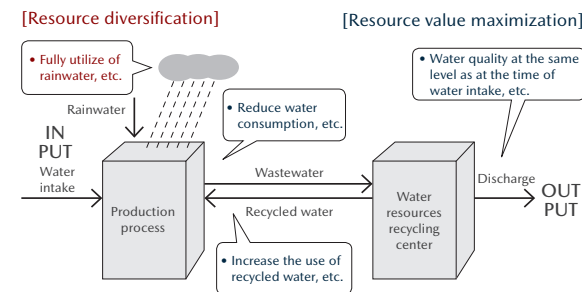 [Resource diversification]
[Resource value maximization]
• Fully utilize of
rainwater, etc.
• Water quality at the same
level as at the time of
water intake, etc.
Rainwater
• Reduce water
consumption, etc.
IN
PUT
Water
intake
Wastewater
Discharge
OUT
PUT
Production
process
Recycled water
Water
resources
recycling
center
• Increase the use of
recycled water, etc.